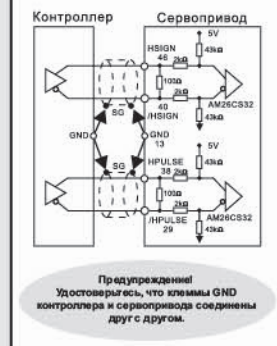 Контроллер Сервопривод
5V
HSIGN
46
2kΩ
43kΩ
100Ω
2kΩ
40
/HSIGN
SG
43kΩ
AM26CS32
GND
GND
13
5V
SG
HPULSE
38 2kΩ
43kΩ
100Ω
2kΩ
/HPULSE
29
43kΩ
AM26CS32
Предупреждение!
Удостоверьтесь, что клеммы GND
контроллера и сервопривода соединены
друг с другом.